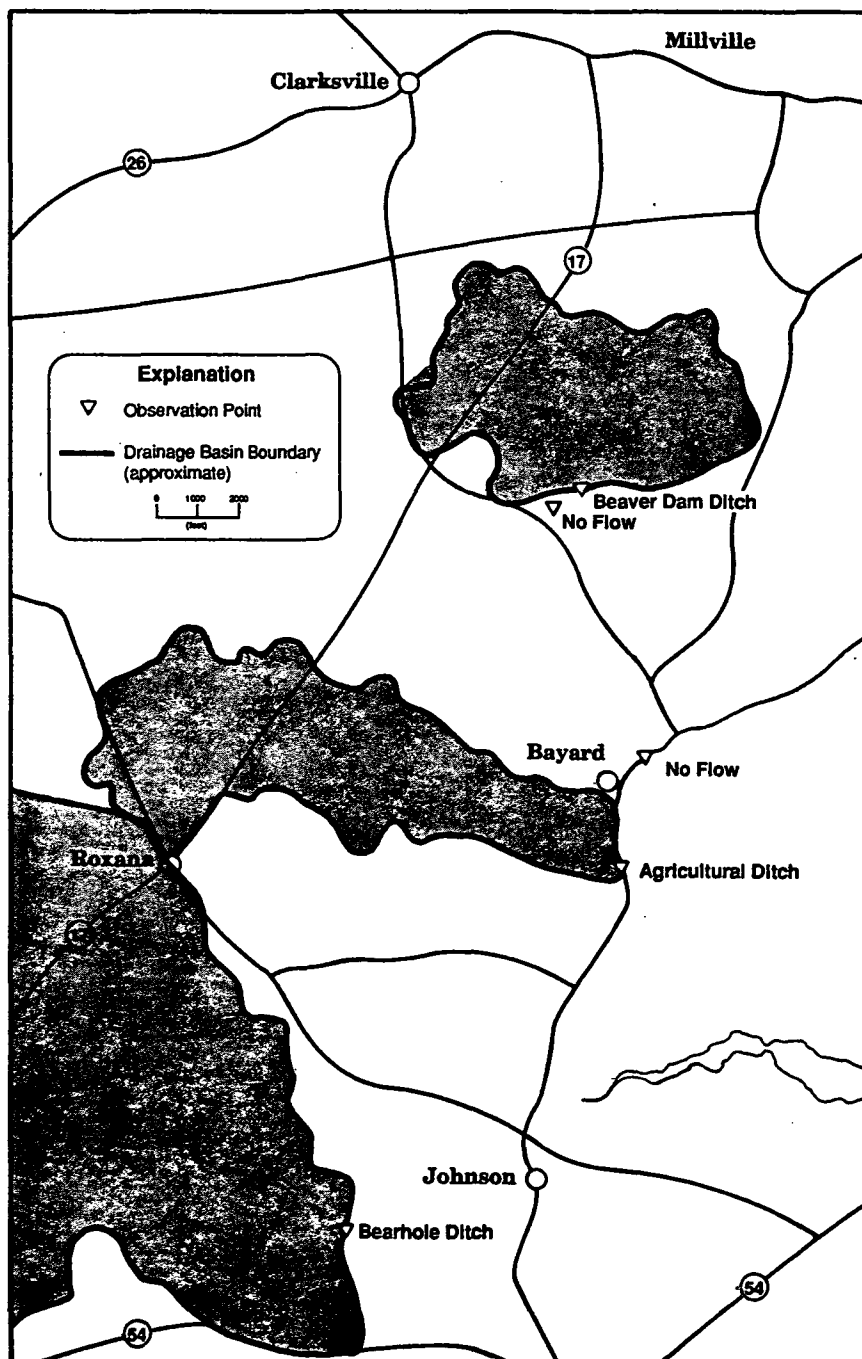 Millville
Clarksville
26
17
Explanation
Observation Point
Drainage Basin Boundary
(approximate)
0 1000 2000
(feet)
Beaver Dam Ditch
No Flow
Bayard
No Flow
Roxana
Agricultural Ditch
Johnson
Bearhole Ditch
54
54